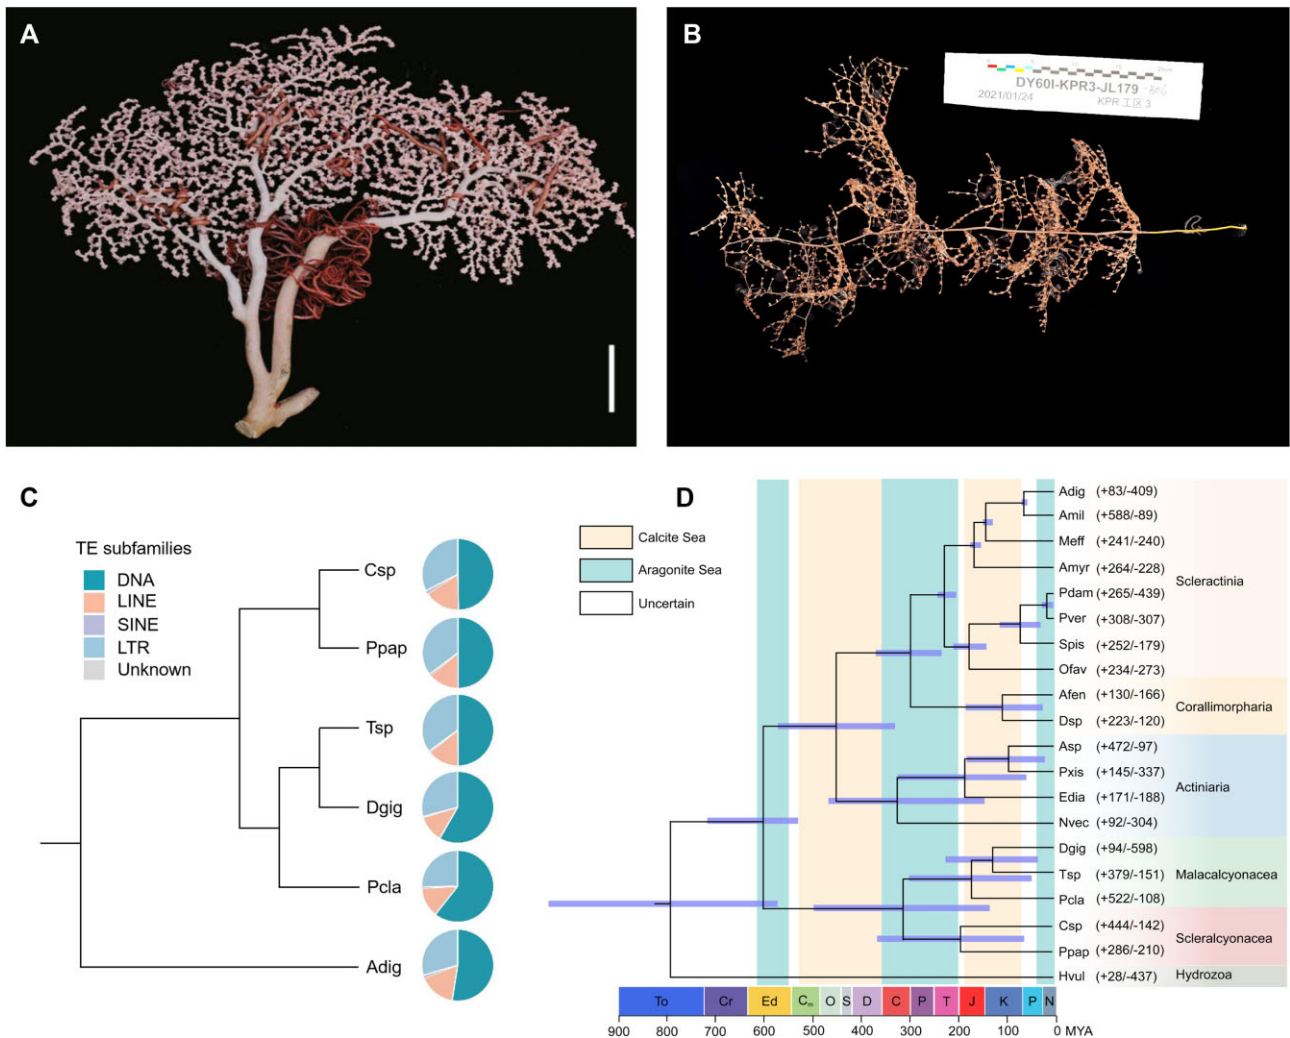 A
B
DY60I-KPR3-JL179
2021/01/24
KPR 工区 3
C
TE subfamilies
DNA
LINE
SINE
LTR
Unknown
Csp
Ppap
Tsp
Dgig
Pcla
Adig
D
Calcite Sea
Aragonite Sea
Uncertain
Adig (+83/-409)
Amil (+588/-89)
Meff (+241/-240)
Amyr (+264/-228)
Pdam (+265/-439)
Pver (+308/-307)
Spis (+252/-179)
Ofav (+234/-273)
Scleractinia
Afen (+130/-166)
Dsp (+223/-120)
Corallimorpharia
Asp (+472/-97)
Pxis (+145/-337)
Edia (+171/-188)
Nvec (+92/-304)
Actiniaria
Dgig (+94/-598)
Tsp (+379/-151)
Pcla (+522/-108)
Malacalcyonacea
Csp (+444/-142)
Ppap (+286/-210)
Scleralcyonacea
Hvul (+28/-437)
Hydrozoa
To Cr Ed Cm O S D C P T J K P N
900 800 700 600 500 400 300 200 100 0 MYA